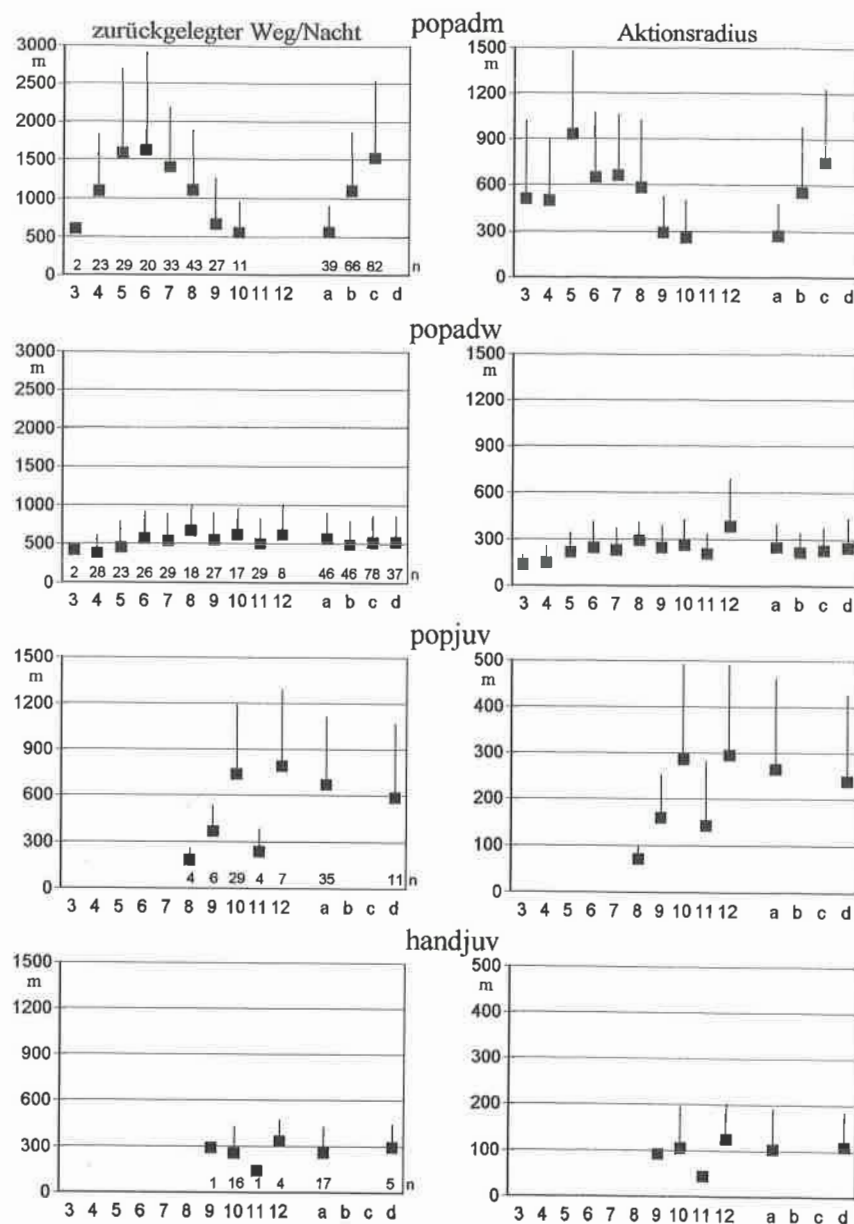 popadm
zurückgelegter Weg/Nacht
Aktionsradius
3000
m
2500
2000
1500
1000
500
0
2 23 29 20 33 43 27 11 39 66 82 n
3 4 5 6 7 8 9 10 11 12 a b c d
1500
m
1200
900
600
300
0
3 4 5 6 7 8 9 10 11 12 a b c d
popadw
3000
m
2500
2000
1500
1000
500
0
2 28 23 26 29 18 27 17 29 8 46 46 78 37 n
3 4 5 6 7 8 9 10 11 12 a b c d
1500
m
1200
900
600
300
0
3 4 5 6 7 8 9 10 11 12 a b c d
popjuv
1500
m
1200
900
600
300
0
4 6 29 4 7 35 11 n
3 4 5 6 7 8 9 10 11 12 a b c d
500
m
400
300
200
100
0
3 4 5 6 7 8 9 10 11 12 a b c d
handjuv
1500
m
1200
900
600
300
0
1 16 1 4 17 5 n
3 4 5 6 7 8 9 10 11 12 a b c d
500
m
400
300
200
100
0
3 4 5 6 7 8 9 10 11 12 a b c d